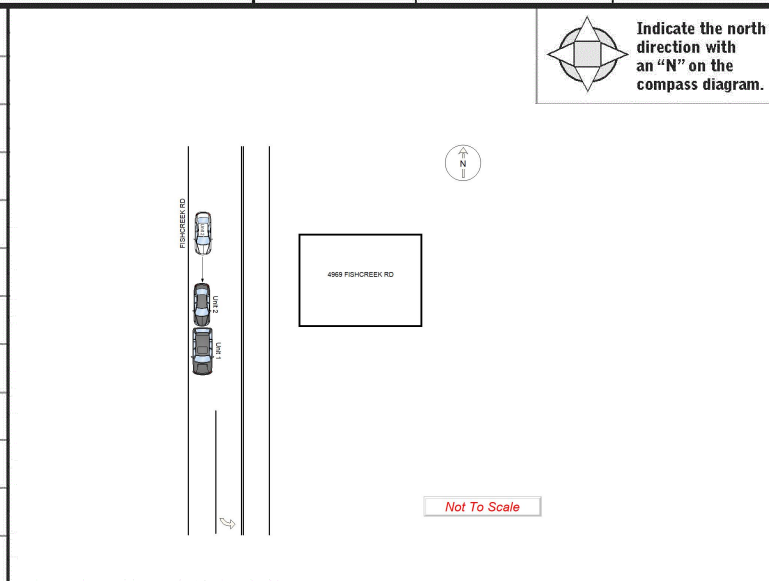 Indicate the north
direction with
an “N” on the
compass diagram.
N
FISHCREEK RD
4969 FISHCREEK RD
Unit 2
Unit 1
Not To Scale